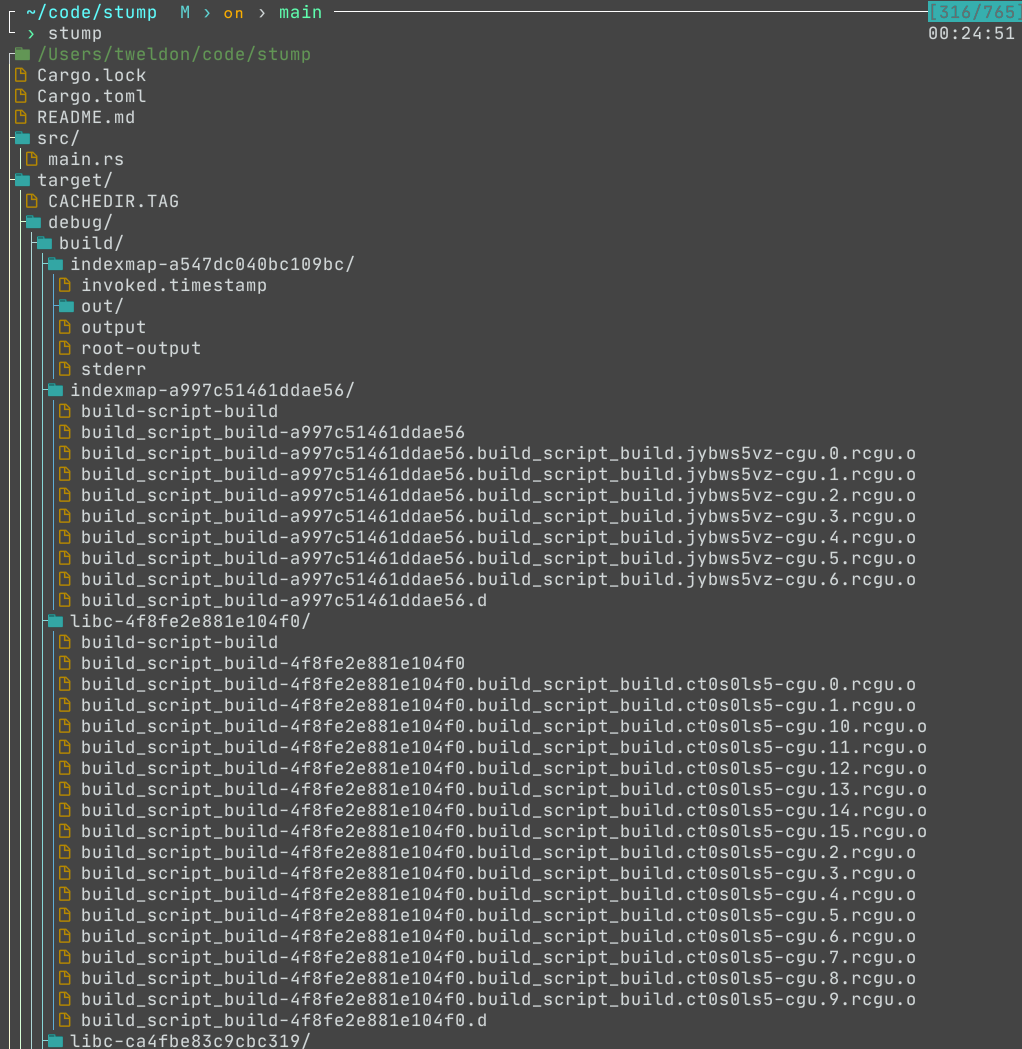 ~/code/stump M › on › main [316/765]
› stump 00:24:51
/Users/tweldon/code/stump
Cargo.lock
Cargo.toml
README.md
src/
main.rs
target/
CACHEDIR.TAG
debug/
build/
indexmap-a547dc040bc109bc/
invoked.timestamp
out/
output
root-output
stderr
indexmap-a997c51461ddae56/
build-script-build
build_script_build-a997c51461ddae56
build_script_build-a997c51461ddae56.build_script_build.jybws5vz-cgu.0.rcgu.o
build_script_build-a997c51461ddae56.build_script_build.jybws5vz-cgu.1.rcgu.o
build_script_build-a997c51461ddae56.build_script_build.jybws5vz-cgu.2.rcgu.o
build_script_build-a997c51461ddae56.build_script_build.jybws5vz-cgu.3.rcgu.o
build_script_build-a997c51461ddae56.build_script_build.jybws5vz-cgu.4.rcgu.o
build_script_build-a997c51461ddae56.build_script_build.jybws5vz-cgu.5.rcgu.o
build_script_build-a997c51461ddae56.build_script_build.jybws5vz-cgu.6.rcgu.o
build_script_build-a997c51461ddae56.d
libc-4f8fe2e881e104f0/
build-script-build
build_script_build-4f8fe2e881e104f0
build_script_build-4f8fe2e881e104f0.build_script_build.ct0s0ls5-cgu.0.rcgu.o
build_script_build-4f8fe2e881e104f0.build_script_build.ct0s0ls5-cgu.1.rcgu.o
build_script_build-4f8fe2e881e104f0.build_script_build.ct0s0ls5-cgu.10.rcgu.o
build_script_build-4f8fe2e881e104f0.build_script_build.ct0s0ls5-cgu.11.rcgu.o
build_script_build-4f8fe2e881e104f0.build_script_build.ct0s0ls5-cgu.12.rcgu.o
build_script_build-4f8fe2e881e104f0.build_script_build.ct0s0ls5-cgu.13.rcgu.o
build_script_build-4f8fe2e881e104f0.build_script_build.ct0s0ls5-cgu.14.rcgu.o
build_script_build-4f8fe2e881e104f0.build_script_build.ct0s0ls5-cgu.15.rcgu.o
build_script_build-4f8fe2e881e104f0.build_script_build.ct0s0ls5-cgu.2.rcgu.o
build_script_build-4f8fe2e881e104f0.build_script_build.ct0s0ls5-cgu.3.rcgu.o
build_script_build-4f8fe2e881e104f0.build_script_build.ct0s0ls5-cgu.4.rcgu.o
build_script_build-4f8fe2e881e104f0.build_script_build.ct0s0ls5-cgu.5.rcgu.o
build_script_build-4f8fe2e881e104f0.build_script_build.ct0s0ls5-cgu.6.rcgu.o
build_script_build-4f8fe2e881e104f0.build_script_build.ct0s0ls5-cgu.7.rcgu.o
build_script_build-4f8fe2e881e104f0.build_script_build.ct0s0ls5-cgu.8.rcgu.o
build_script_build-4f8fe2e881e104f0.build_script_build.ct0s0ls5-cgu.9.rcgu.o
build_script_build-4f8fe2e881e104f0.d
libc-ca4fbe83c9cbc319/